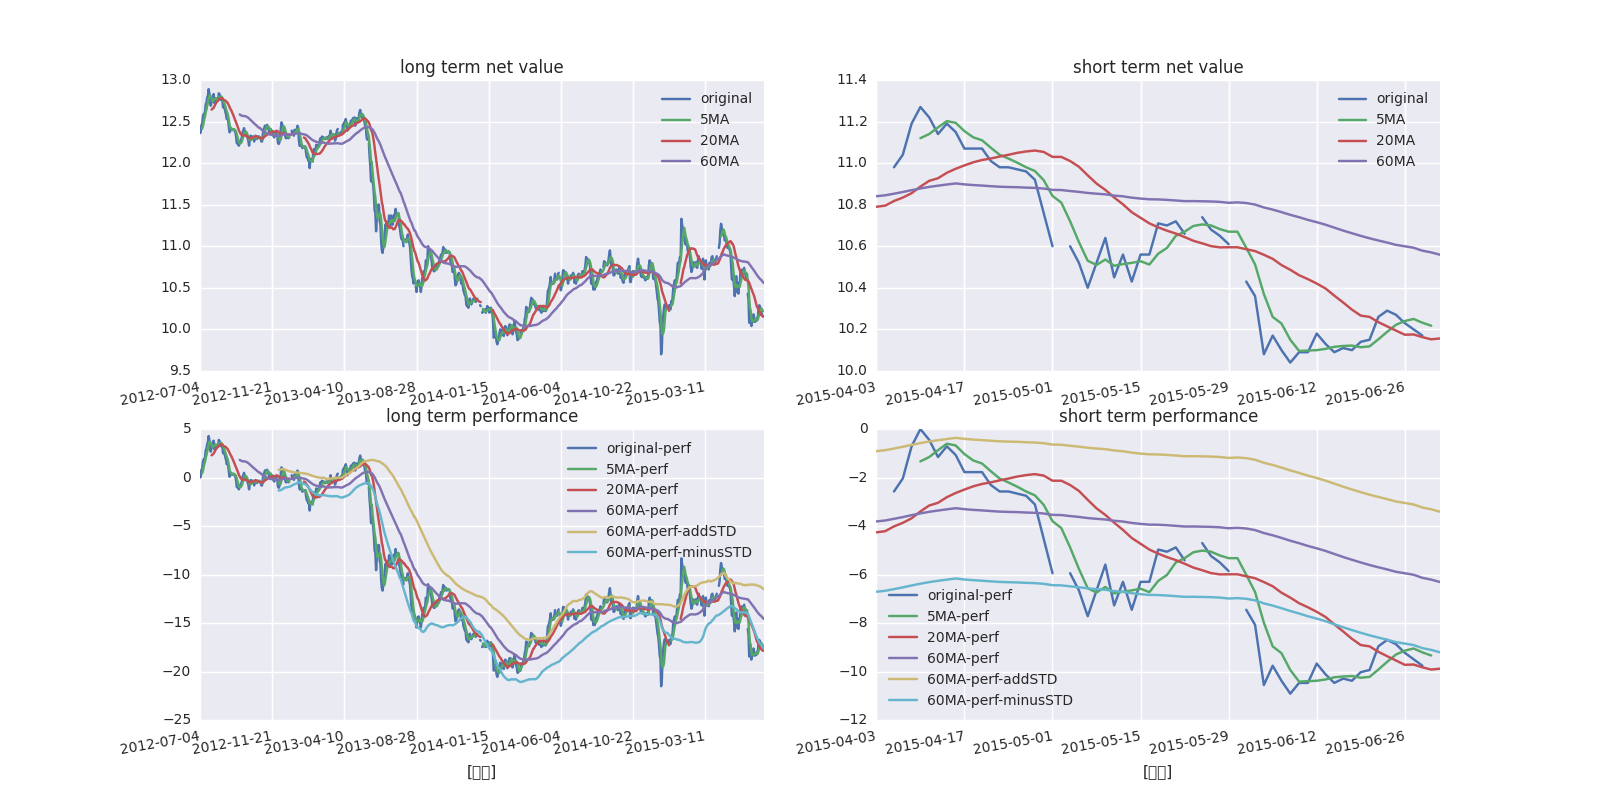 long term net value
13.0
12.5
12.0
11.5
11.0
10.5
10.0
9.5
original
5MA
20MA
60MA
2012-07-04
2012-11-21
2013-04-10
2013-08-28
2014-01-15
2014-06-04
2014-10-22
2015-03-11
short term net value
11.4
11.2
11.0
10.8
10.6
10.4
10.2
10.0
original
5MA
20MA
60MA
2015-04-03
2015-04-17
2015-05-01
2015-05-15
2015-05-29
2015-06-12
2015-06-26
long term performance
5
0
−5
−10
−15
−20
−25
original-perf
5MA-perf
20MA-perf
60MA-perf
60MA-perf-addSTD
60MA-perf-minusSTD
2012-07-04
2012-11-21
2013-04-10
2013-08-28
2014-01-15
2014-06-04
2014-10-22
2015-03-11
short term performance
0
−2
−4
−6
−8
−10
−12
original-perf
5MA-perf
20MA-perf
60MA-perf
60MA-perf-addSTD
60MA-perf-minusSTD
2015-04-03
2015-04-17
2015-05-01
2015-05-15
2015-05-29
2015-06-12
2015-06-26